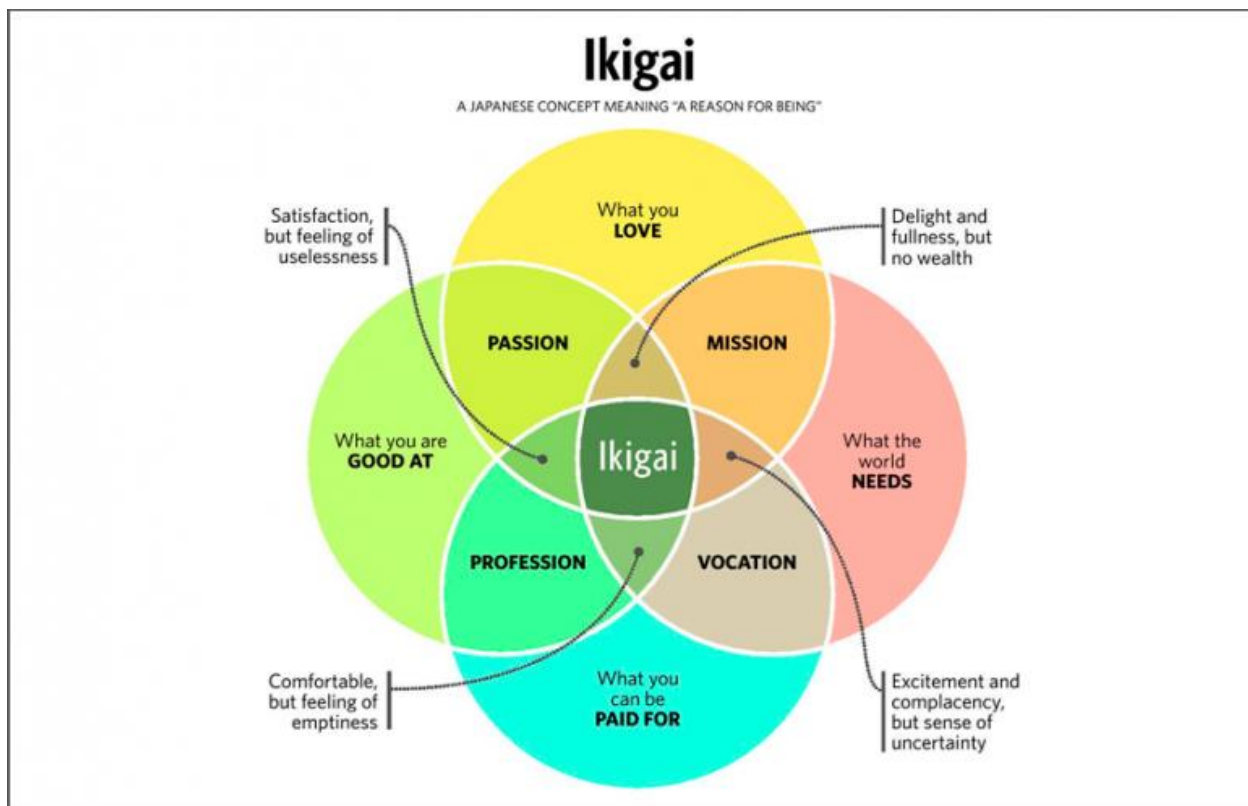 Ikigai
A JAPANESE CONCEPT MEANING “A REASON FOR BEING”
Satisfaction,
but feeling of
uselessness
What you
LOVE
Delight and
fullness, but
no wealth
PASSION
MISSION
What you are
GOOD AT
Ikigai
What the
world
NEEDS
PROFESSION
VOCATION
Comfortable,
but feeling of
emptiness
What you
can be
PAID FOR
Excitement and
complacency,
but sense of
uncertainty